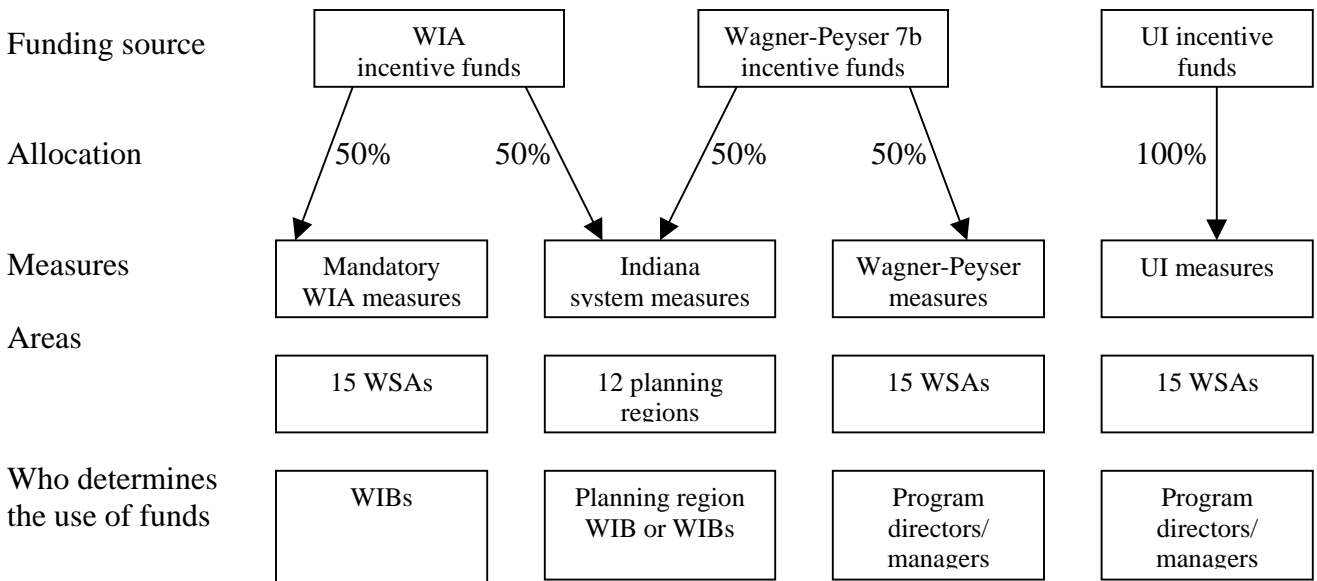 Funding source
WIA
incentive funds
Wagner-Peyser 7b
incentive funds
UI incentive
funds
Allocation
50%
50%
50%
50%
100%
Measures
Mandatory
WIA measures
Indiana
system measures
Wagner-Peyser
measures
UI measures
Areas
15 WSAs
12 planning
regions
15 WSAs
15 WSAs
Who determines
the use of funds
WIBs
Planning region
WIB or WIBs
Program
directors/
managers
Program
directors/
managers